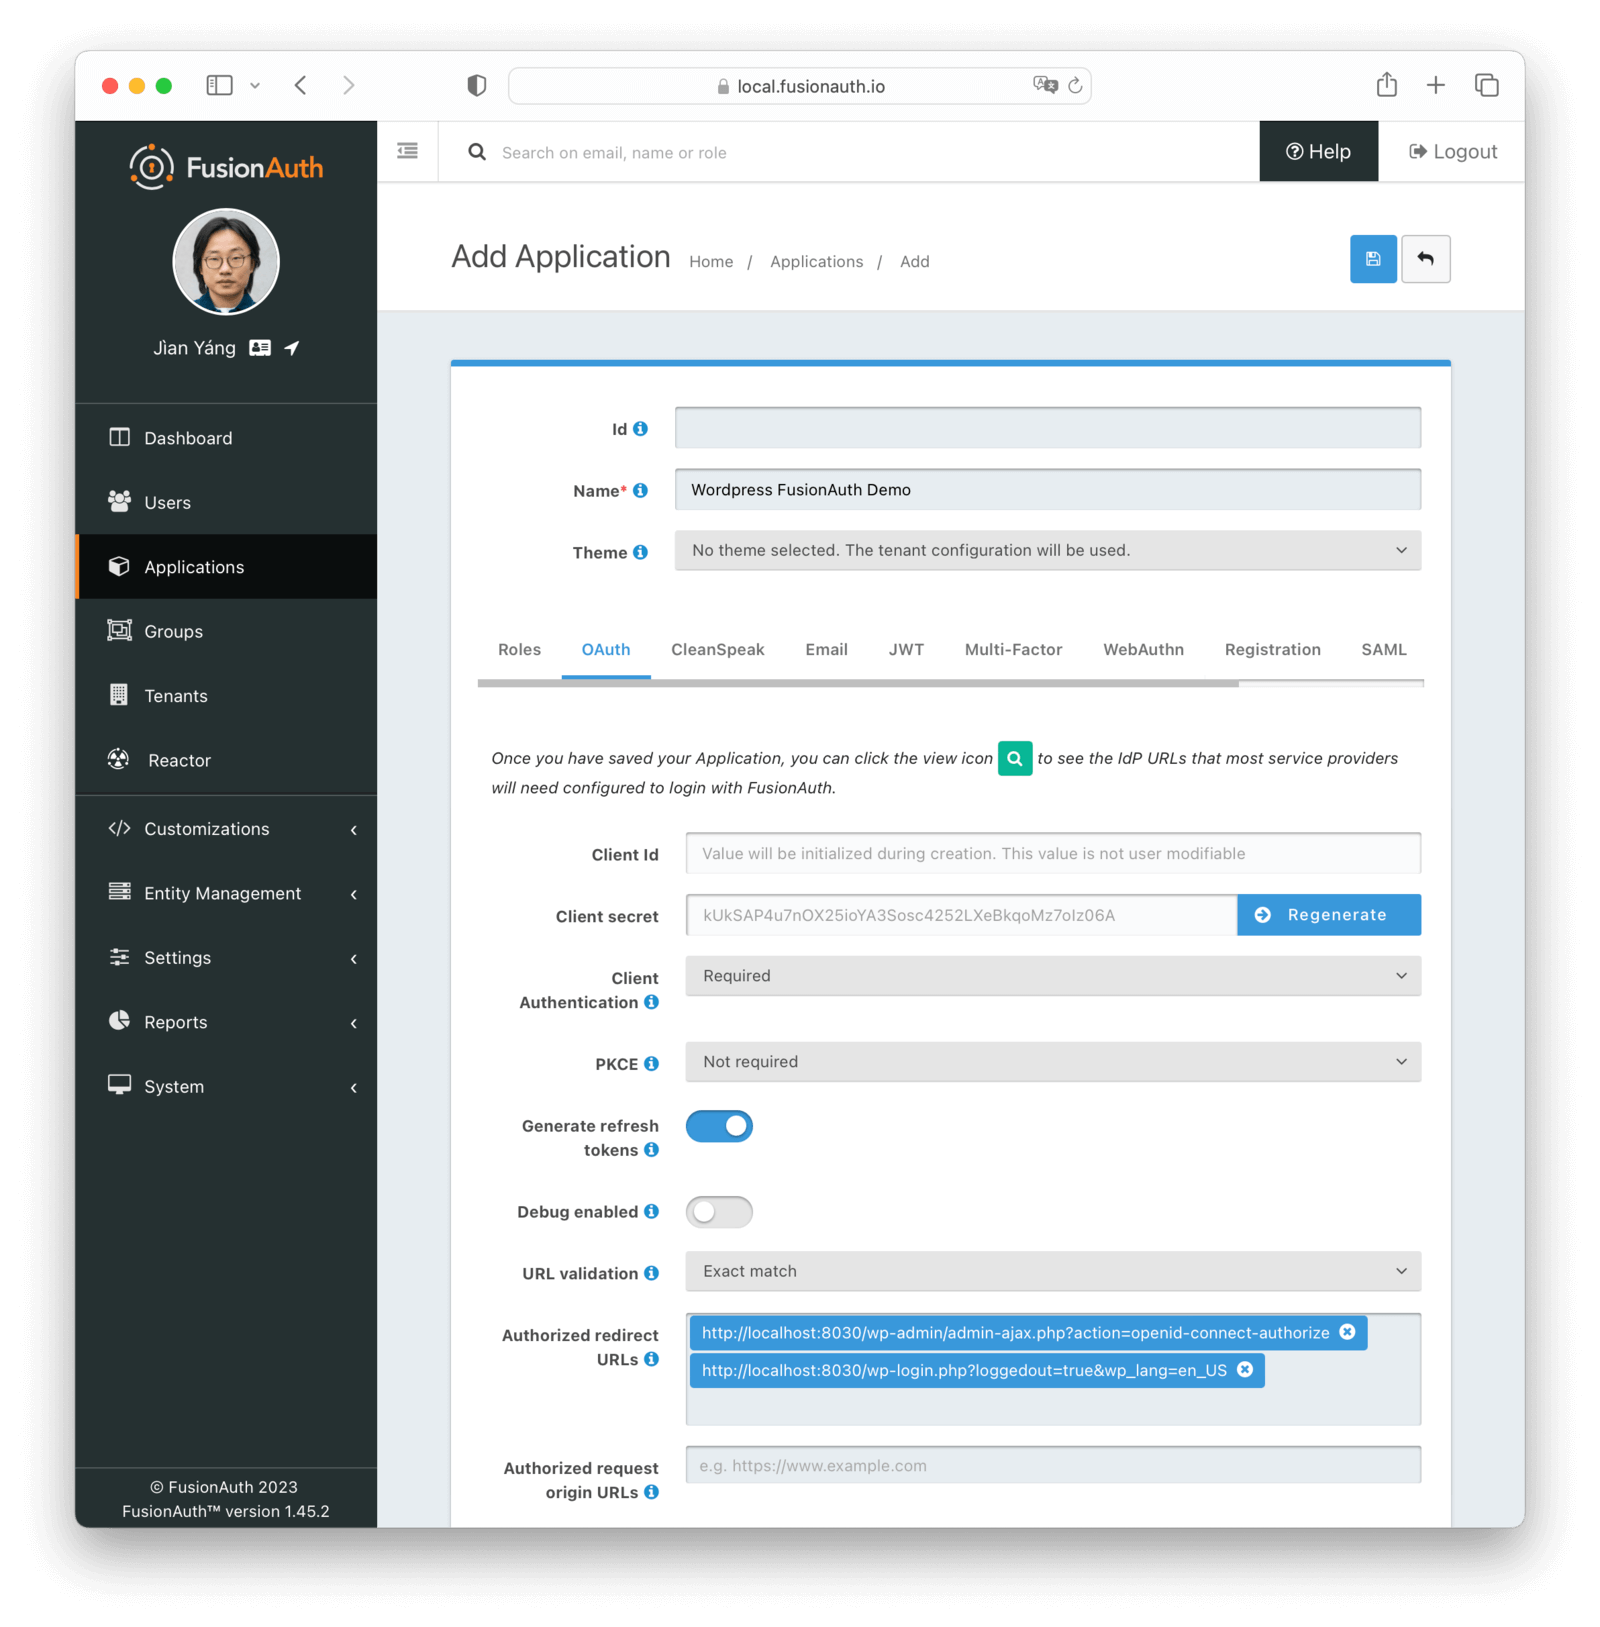 local.fusionauth.io
FusionAuth
Search on email, name or role
Help
Logout
Jìan Yáng
Dashboard
Users
Applications
Groups
Tenants
Reactor
Customizations
Entity Management
Settings
Reports
System
© FusionAuth 2023
FusionAuth™ version 1.45.2
Add Application Home / Applications / Add
Id
Name* Wordpress FusionAuth Demo
Theme No theme selected. The tenant configuration will be used.
Roles OAuth CleanSpeak Email JWT Multi-Factor WebAuthn Registration SAML
Once you have saved your Application, you can click the view icon to see the IdP URLs that most service providers
will need configured to login with FusionAuth.
Client Id Value will be initialized during creation. This value is not user modifiable
Client secret kUkSAP4u7nOX25ioYA3Sosc4252LXeBkqoMz7oIz06A Regenerate
Client
Authentication
Required
PKCE Not required
Generate refresh
tokens
Debug enabled
URL validation Exact match
Authorized redirect
URLs
http://localhost:8030/wp-admin/admin-ajax.php?action=openid-connect-authorize
http://localhost:8030/wp-login.php?loggedout=true&wp_lang=en_US
Authorized request
origin URLs
e.g. https://www.example.com